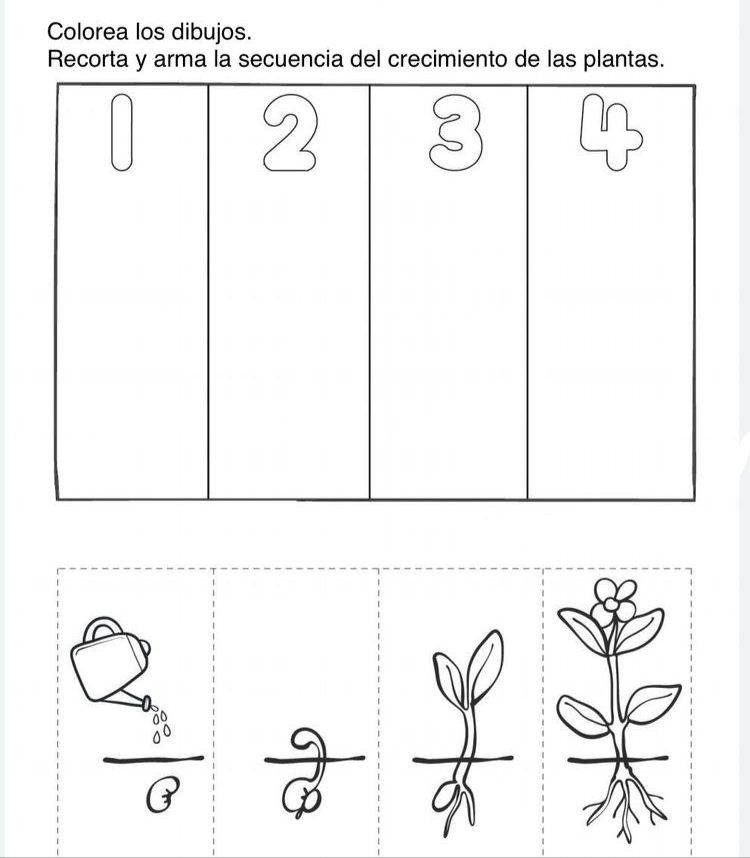 Colorea los dibujos.
Recorta y arma la secuencia del crecimiento de las plantas.
1 2 3 4